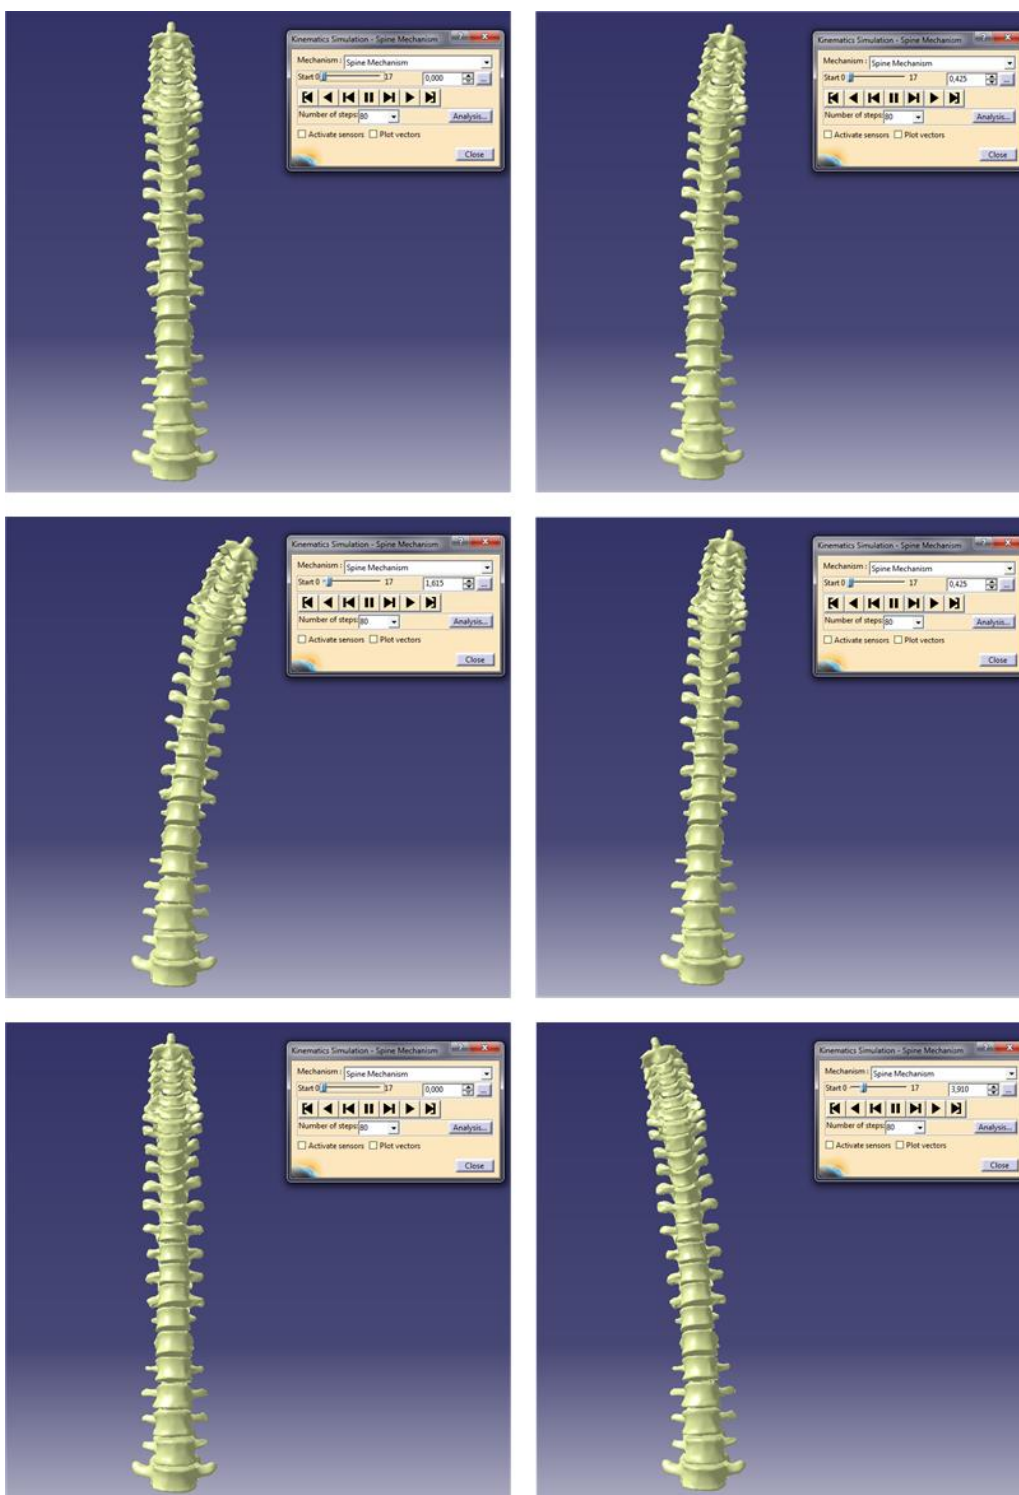 Kinematics Simulation - Spine Mechanism
Mechanism : Spine Mechanism
Start 0 17 0,000 ...
Number of steps: 80 Analysis...
Activate sensors Plot vectors
Close
Kinematics Simulation - Spine Mechanism
Mechanism : Spine Mechanism
Start 0 17 0,425 ...
Number of steps: 80 Analysis...
Activate sensors Plot vectors
Close
Kinematics Simulation - Spine Mechanism
Mechanism : Spine Mechanism
Start 0 17 1,615 ...
Number of steps: 80 Analysis...
Activate sensors Plot vectors
Close
Kinematics Simulation - Spine Mechanism
Mechanism : Spine Mechanism
Start 0 17 0,425 ...
Number of steps: 80 Analysis...
Activate sensors Plot vectors
Close
Kinematics Simulation - Spine Mechanism
Mechanism : Spine Mechanism
Start 0 17 0,000 ...
Number of steps: 80 Analysis...
Activate sensors Plot vectors
Close
Kinematics Simulation - Spine Mechanism
Mechanism : Spine Mechanism
Start 0 17 3,910 ...
Number of steps: 80 Analysis...
Activate sensors Plot vectors
Close